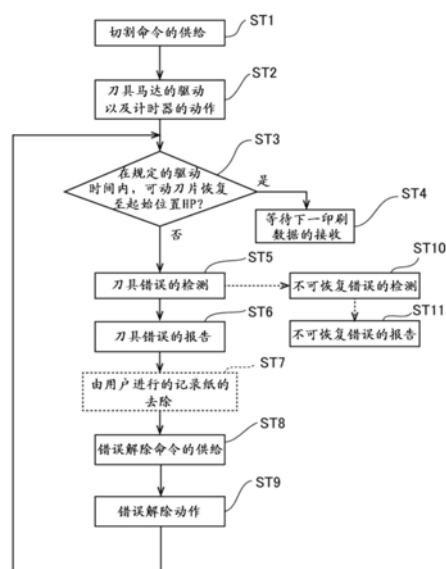 切割命令的供给
ST1
刀具马达的驱动
以及计时器的动作
ST2
在规定的驱动
时间内，可动刀片恢复
至起始位置HP?
ST3
是
否
等待下一印刷
数据的接收
ST4
刀具错误的检测
ST5
不可恢复错误的检测
ST10
刀具错误的报告
ST6
不可恢复错误的报告
ST11
由用户进行的记录纸的
去除
ST7
错误解除命令的供给
ST8
错误解除动作
ST9